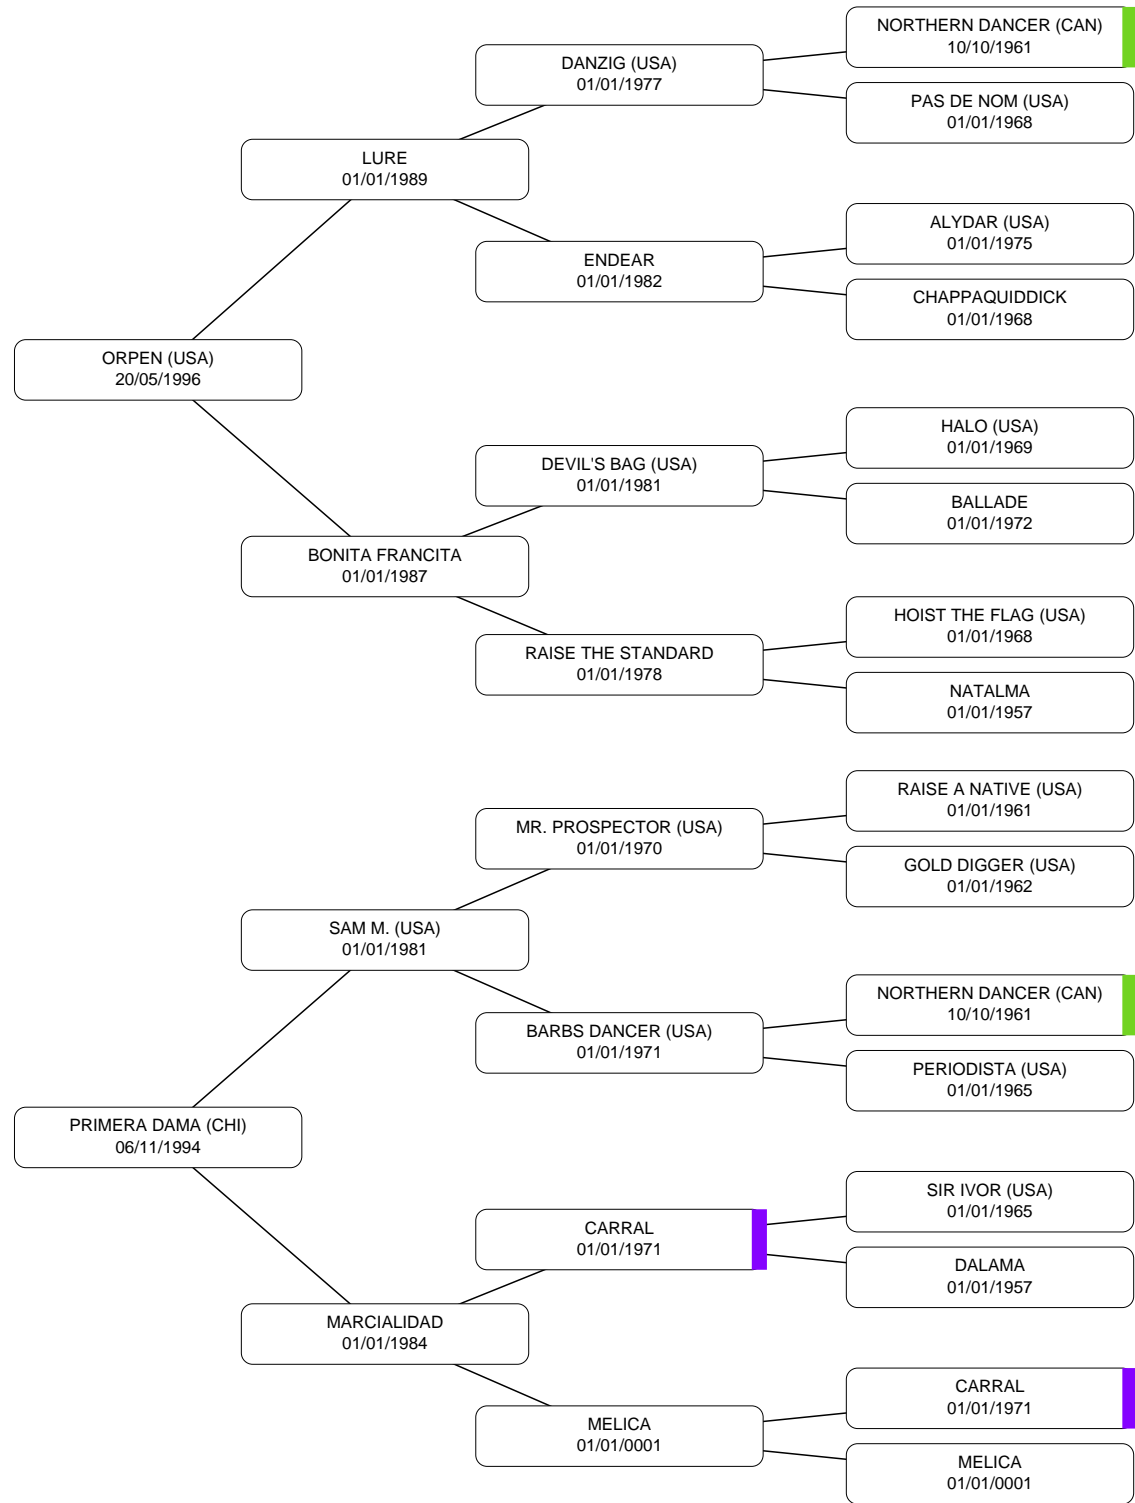 NORTHERN DANCER (CAN)
10/10/1961
DANZIG (USA)
01/01/1977
PAS DE NOM (USA)
01/01/1968
LURE
01/01/1989
ALYDAR (USA)
01/01/1975
ENDEAR
01/01/1982
CHAPPAQUIDDICK
01/01/1968
ORPEN (USA)
20/05/1996
HALO (USA)
01/01/1969
DEVIL'S BAG (USA)
01/01/1981
BALLADE
01/01/1972
BONITA FRANCITA
01/01/1987
HOIST THE FLAG (USA)
01/01/1968
RAISE THE STANDARD
01/01/1978
NATALMA
01/01/1957
RAISE A NATIVE (USA)
01/01/1961
MR. PROSPECTOR (USA)
01/01/1970
GOLD DIGGER (USA)
01/01/1962
SAM M. (USA)
01/01/1981
NORTHERN DANCER (CAN)
10/10/1961
BARBS DANCER (USA)
01/01/1971
PERIODISTA (USA)
01/01/1965
PRIMERA DAMA (CHI)
06/11/1994
SIR IVOR (USA)
01/01/1965
CARRAL
01/01/1971
DALAMA
01/01/1957
MARCIALIDAD
01/01/1984
CARRAL
01/01/1971
MELICA
01/01/0001
MELICA
01/01/0001